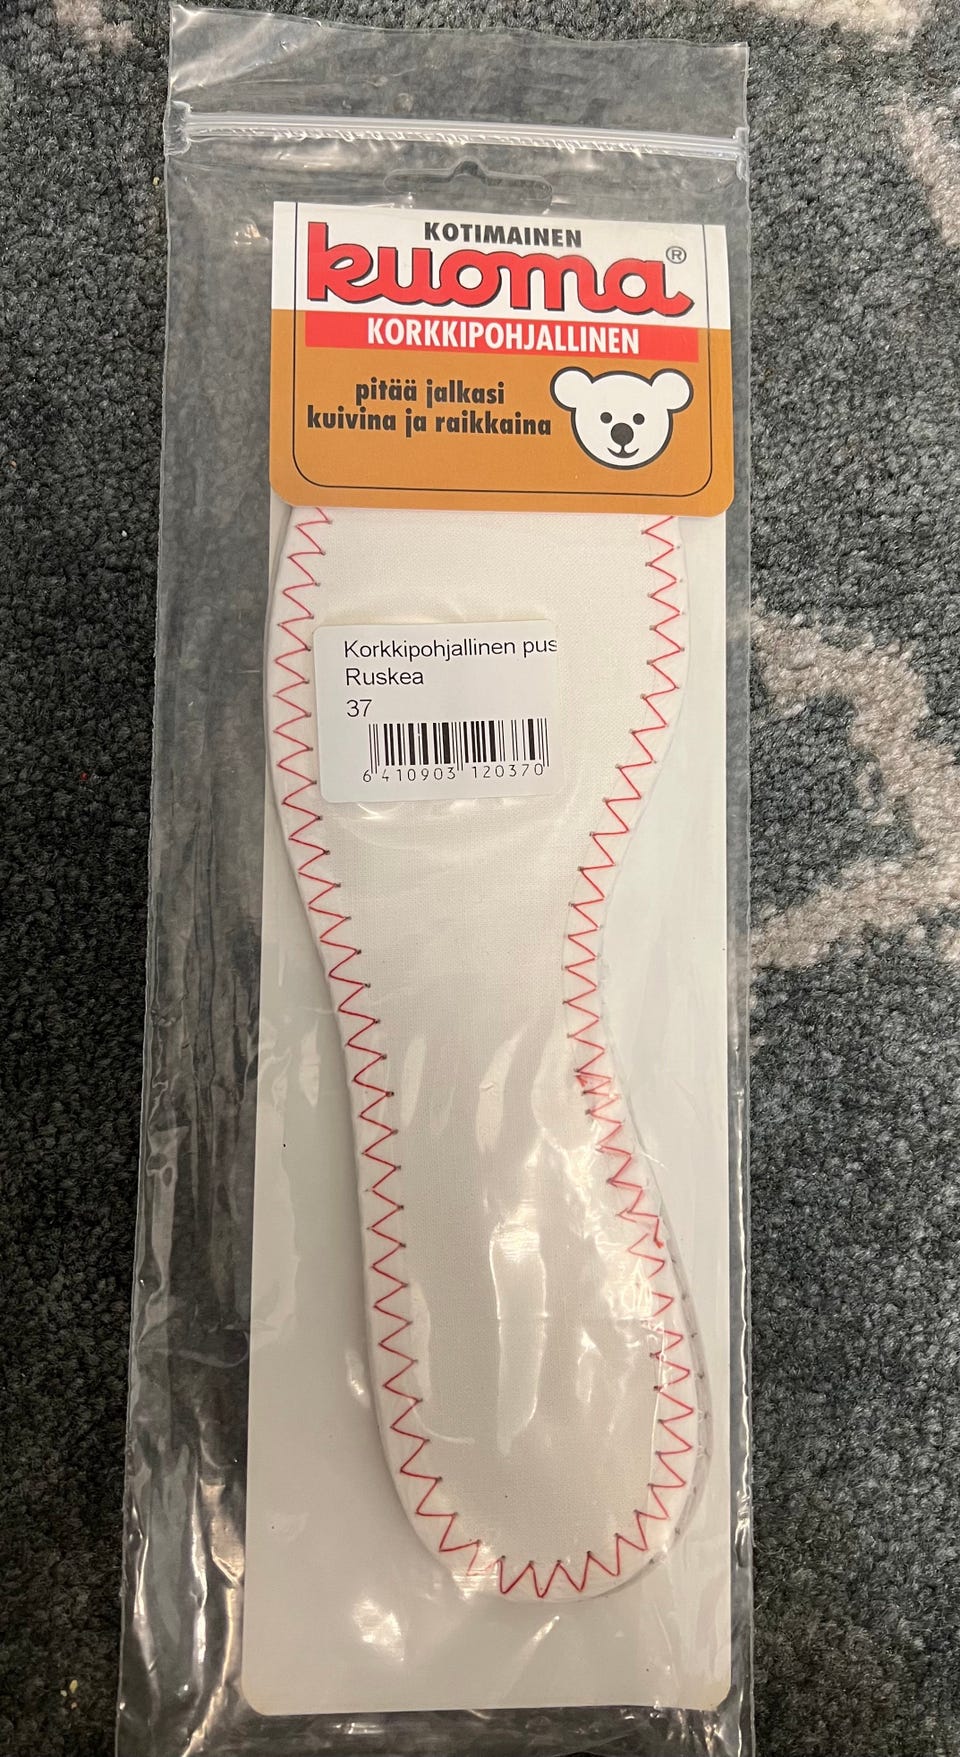 KOTIMAINEN
kuoma®
KORKKIPOHJALLINEN
pitää jalkasi
kuivina ja raikkaina
Korkkipohjallinen pus
Ruskea
37
6 410903 120370